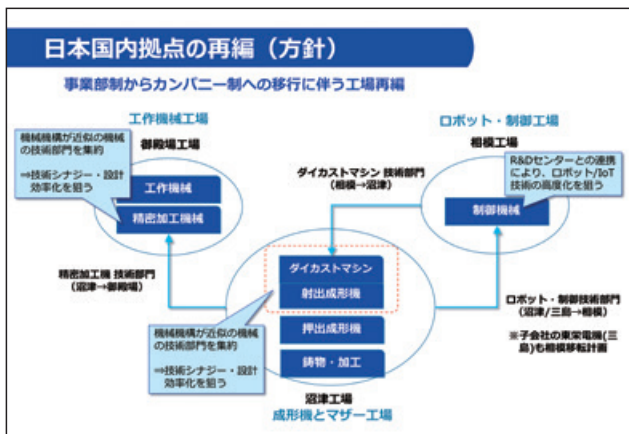 日本国内拠点の再編（方針）
事業部制からカンパニー制への移行に伴う工場再編
工作機械工場
御殿場工場
機械機構が近似の機械
の技術部門を集約
⇒技術シナジー・設計
効率化を狙う
工作機械
精密加工機械
ロボット・制御工場
相模工場
R&Dセンターとの連携
により、ロボット/IoT
技術の高度化を狙う
制御機械
ダイカストマシン 技術部門
（相模→沼津）
精密加工機 技術部門
（沼津→御殿場）
ダイカストマシン
射出成形機
押出成形機
鋳物・加工
機械機構が近似の機械
の技術部門を集約
⇒技術シナジー・設計
効率化を狙う
ロボット・制御技術部門
（沼津/三島→相模）
※子会社の東栄電機(三
島)も相模移転計画
沼津工場
成形機とマザー工場